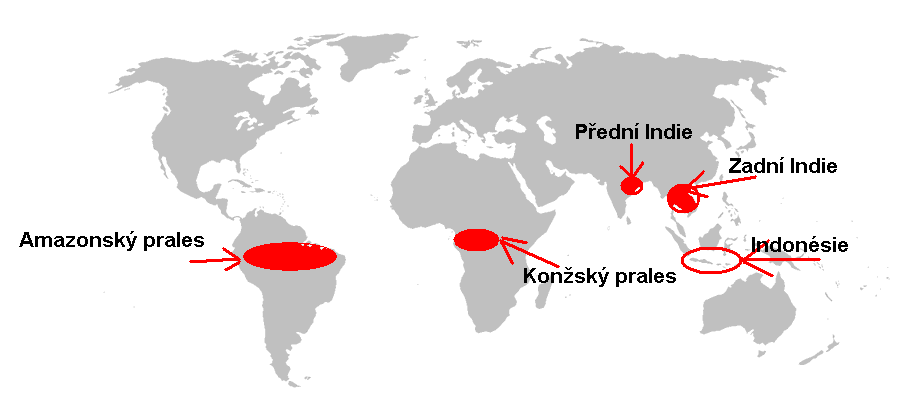 Přední Indie
Zadní Indie
Amazonský prales
Indonésie
Konžský prales